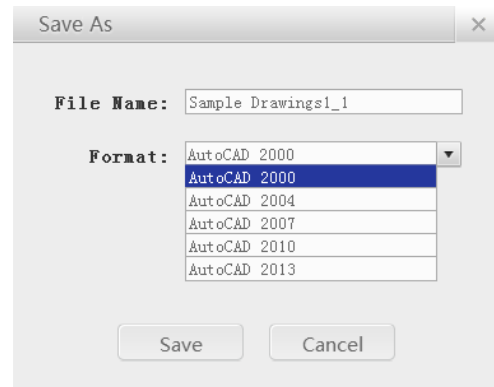 Save As
File Name: Sample Drawings1_1
Format: AutoCAD 2000
AutoCAD 2000
AutoCAD 2004
AutoCAD 2007
AutoCAD 2010
AutoCAD 2013
Save Cancel